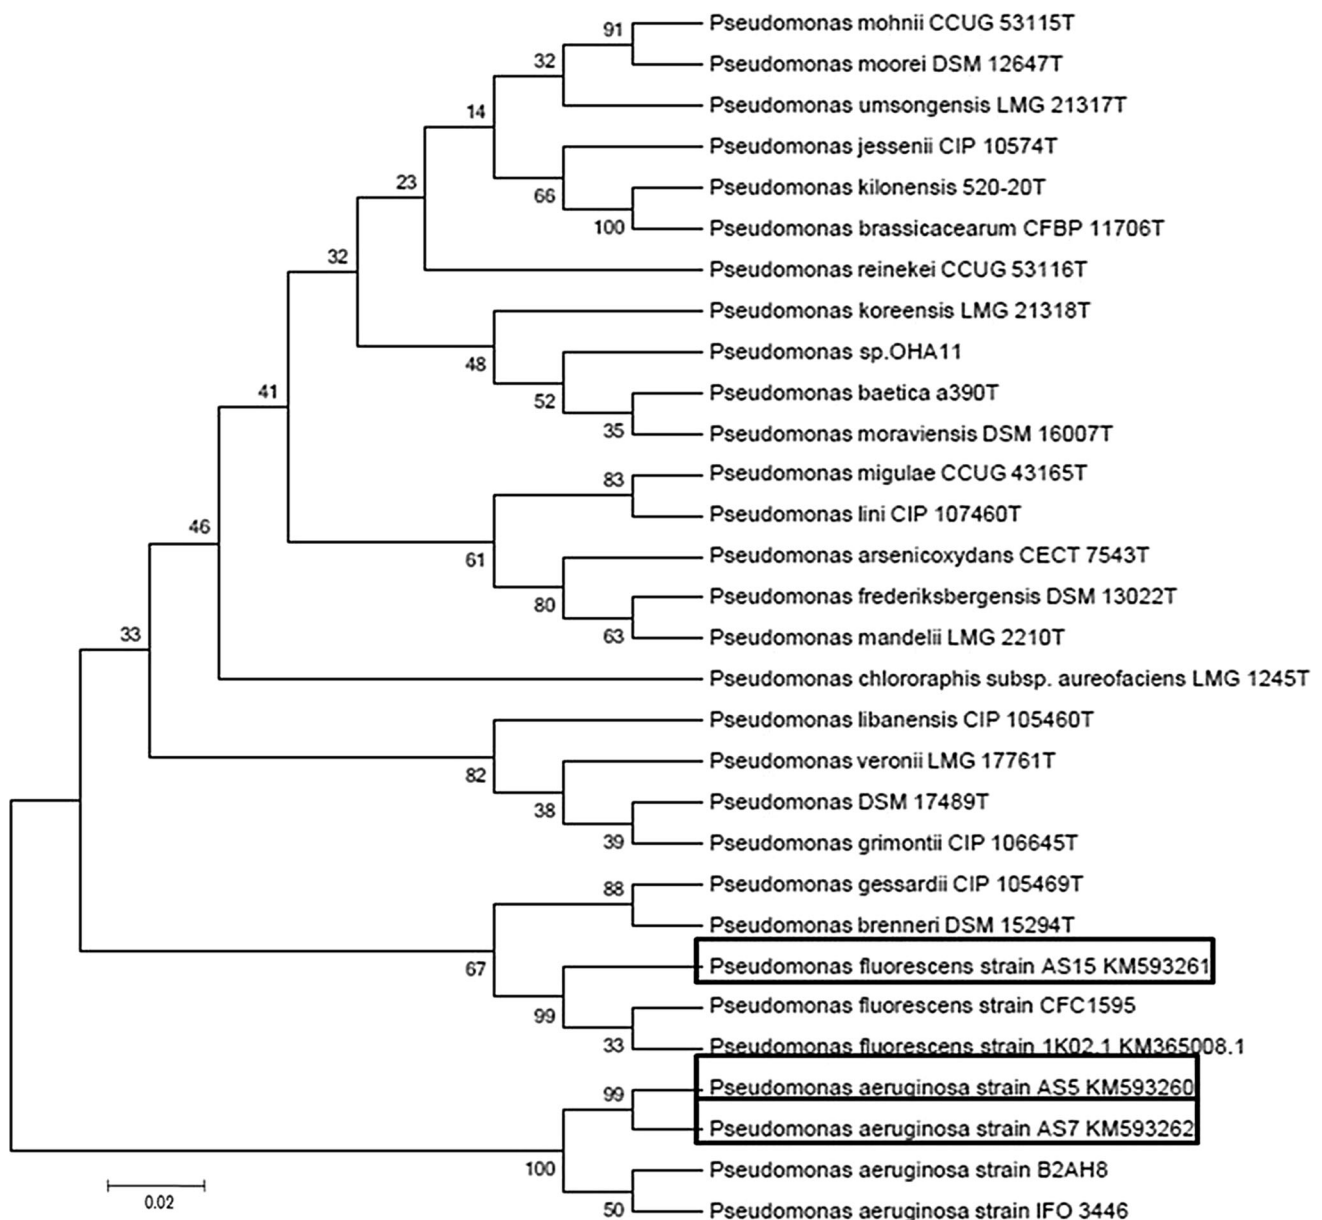 91
Pseudomonas mohnii CCUG 53115T
32
Pseudomonas moorei DSM 12647T
14
Pseudomonas umsongensis LMG 21317T
Pseudomonas jessenii CIP 10574T
23
66
Pseudomonas kilonensis 520-20T
100
Pseudomonas brassicacearum CFBP 11706T
32
Pseudomonas reinekei CCUG 53116T
Pseudomonas koreensis LMG 21318T
48
Pseudomonas sp.OHA11
41
52
Pseudomonas baetica a390T
35
Pseudomonas moraviensis DSM 16007T
83
Pseudomonas migulae CCUG 43165T
Pseudomonas lini CIP 107460T
46
61
Pseudomonas arsenicoxydans CECT 7543T
80
Pseudomonas frederiksbergensis DSM 13022T
63
Pseudomonas mandelii LMG 2210T
33
Pseudomonas chlororaphis subsp. aureofaciens LMG 1245T
Pseudomonas libanensis CIP 105460T
82
Pseudomonas veronii LMG 17761T
38
Pseudomonas DSM 17489T
39
Pseudomonas grimontii CIP 106645T
88
Pseudomonas gessardii CIP 105469T
Pseudomonas brenneri DSM 15294T
67
Pseudomonas fluorescens strain AS15 KM593261
99
Pseudomonas fluorescens strain CFC1595
33
Pseudomonas fluorescens strain 1K02.1 KM365008.1
99
Pseudomonas aeruginosa strain AS5 KM593260
Pseudomonas aeruginosa strain AS7 KM593262
100
Pseudomonas aeruginosa strain B2AH8
50
Pseudomonas aeruginosa strain IFO 3446
0.02